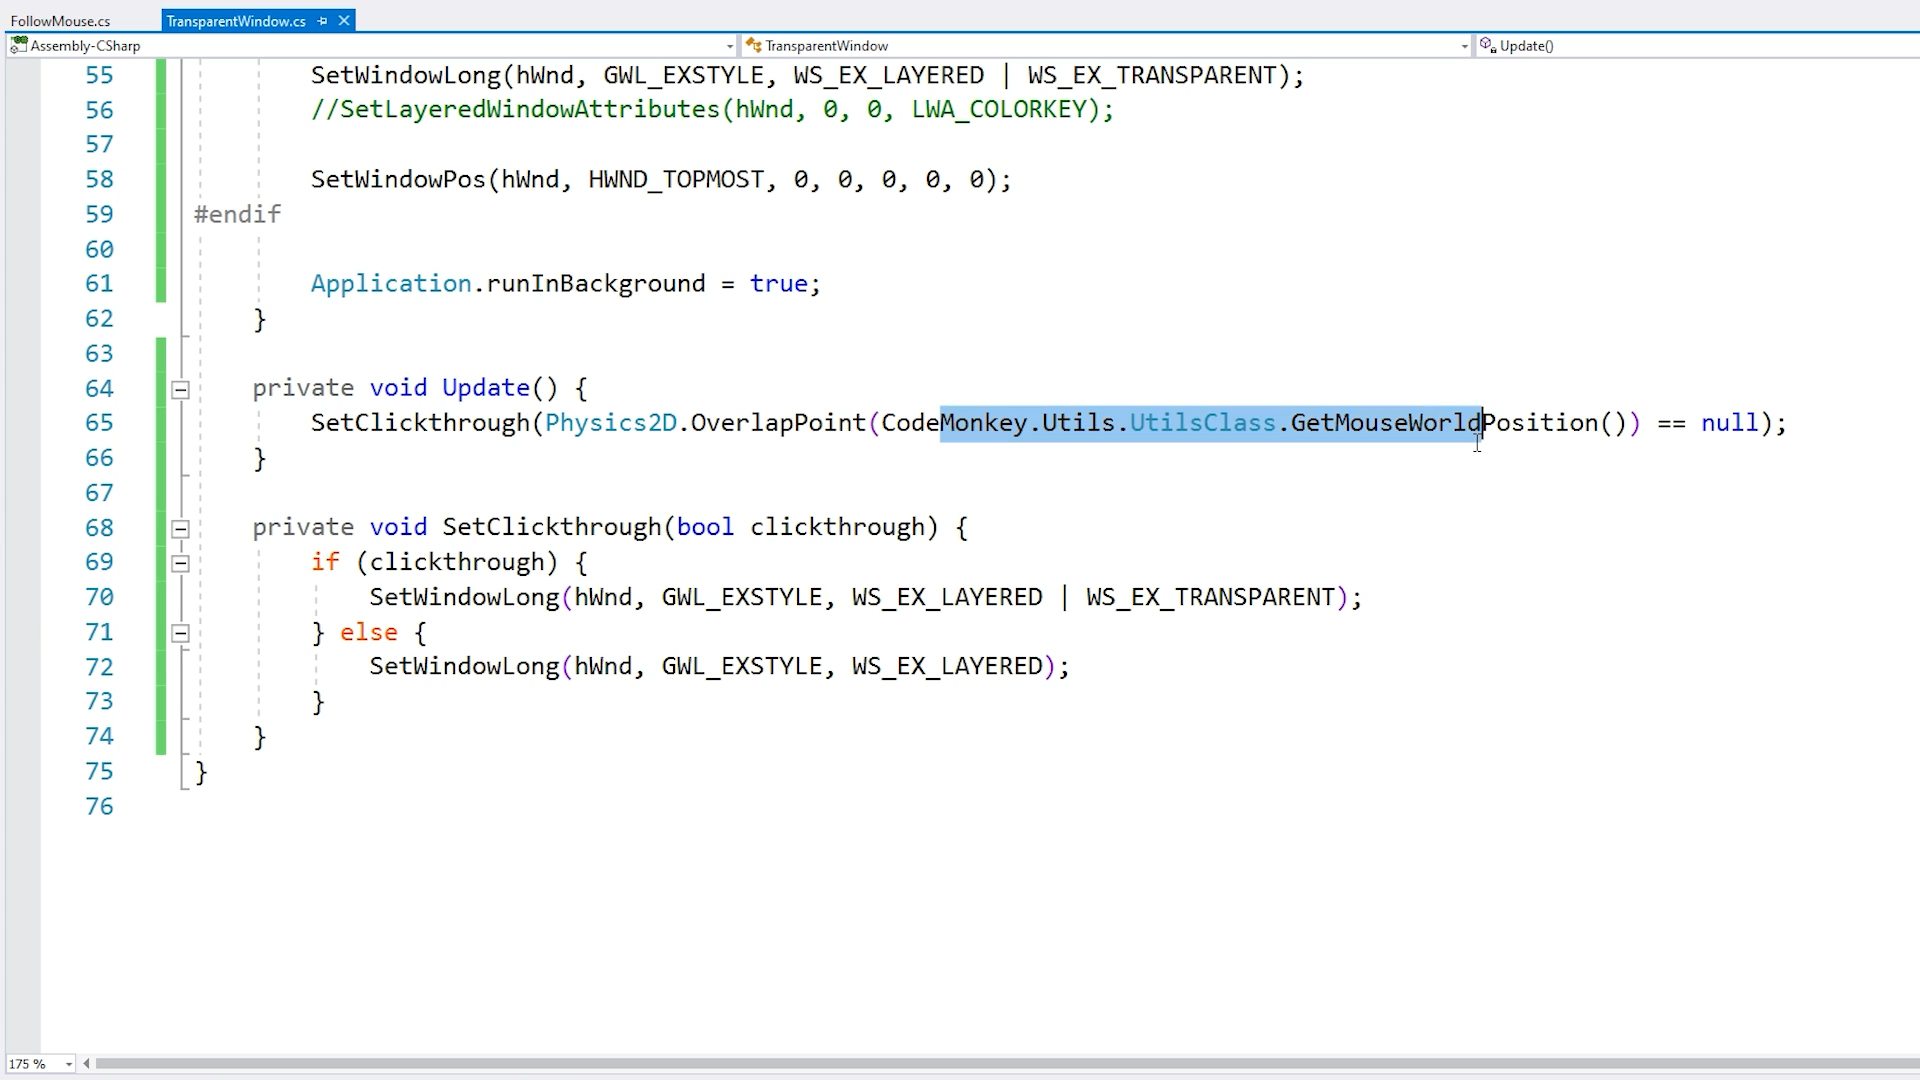 FollowMouse.cs TransparentWindow.cs
Assembly-CSharp TransparentWindow Update()
55 SetWindowLong(hWnd, GWL_EXSTYLE, WS_EX_LAYERED | WS_EX_TRANSPARENT);
56 //SetLayeredWindowAttributes(hWnd, 0, 0, LWA_COLORKEY);
57
58 SetWindowPos(hWnd, HWND_TOPMOST, 0, 0, 0, 0, 0);
59 #endif
60
61 Application.runInBackground = true;
62 }
63
64 private void Update() {
65 SetClickthrough(Physics2D.OverlapPoint(CodeMonkey.Utils.UtilsClass.GetMouseWorldPosition()) == null);
66 }
67
68 private void SetClickthrough(bool clickthrough) {
69 if (clickthrough) {
70 SetWindowLong(hWnd, GWL_EXSTYLE, WS_EX_LAYERED | WS_EX_TRANSPARENT);
71 } else {
72 SetWindowLong(hWnd, GWL_EXSTYLE, WS_EX_LAYERED);
73 }
74 }
75 }
76
175 %